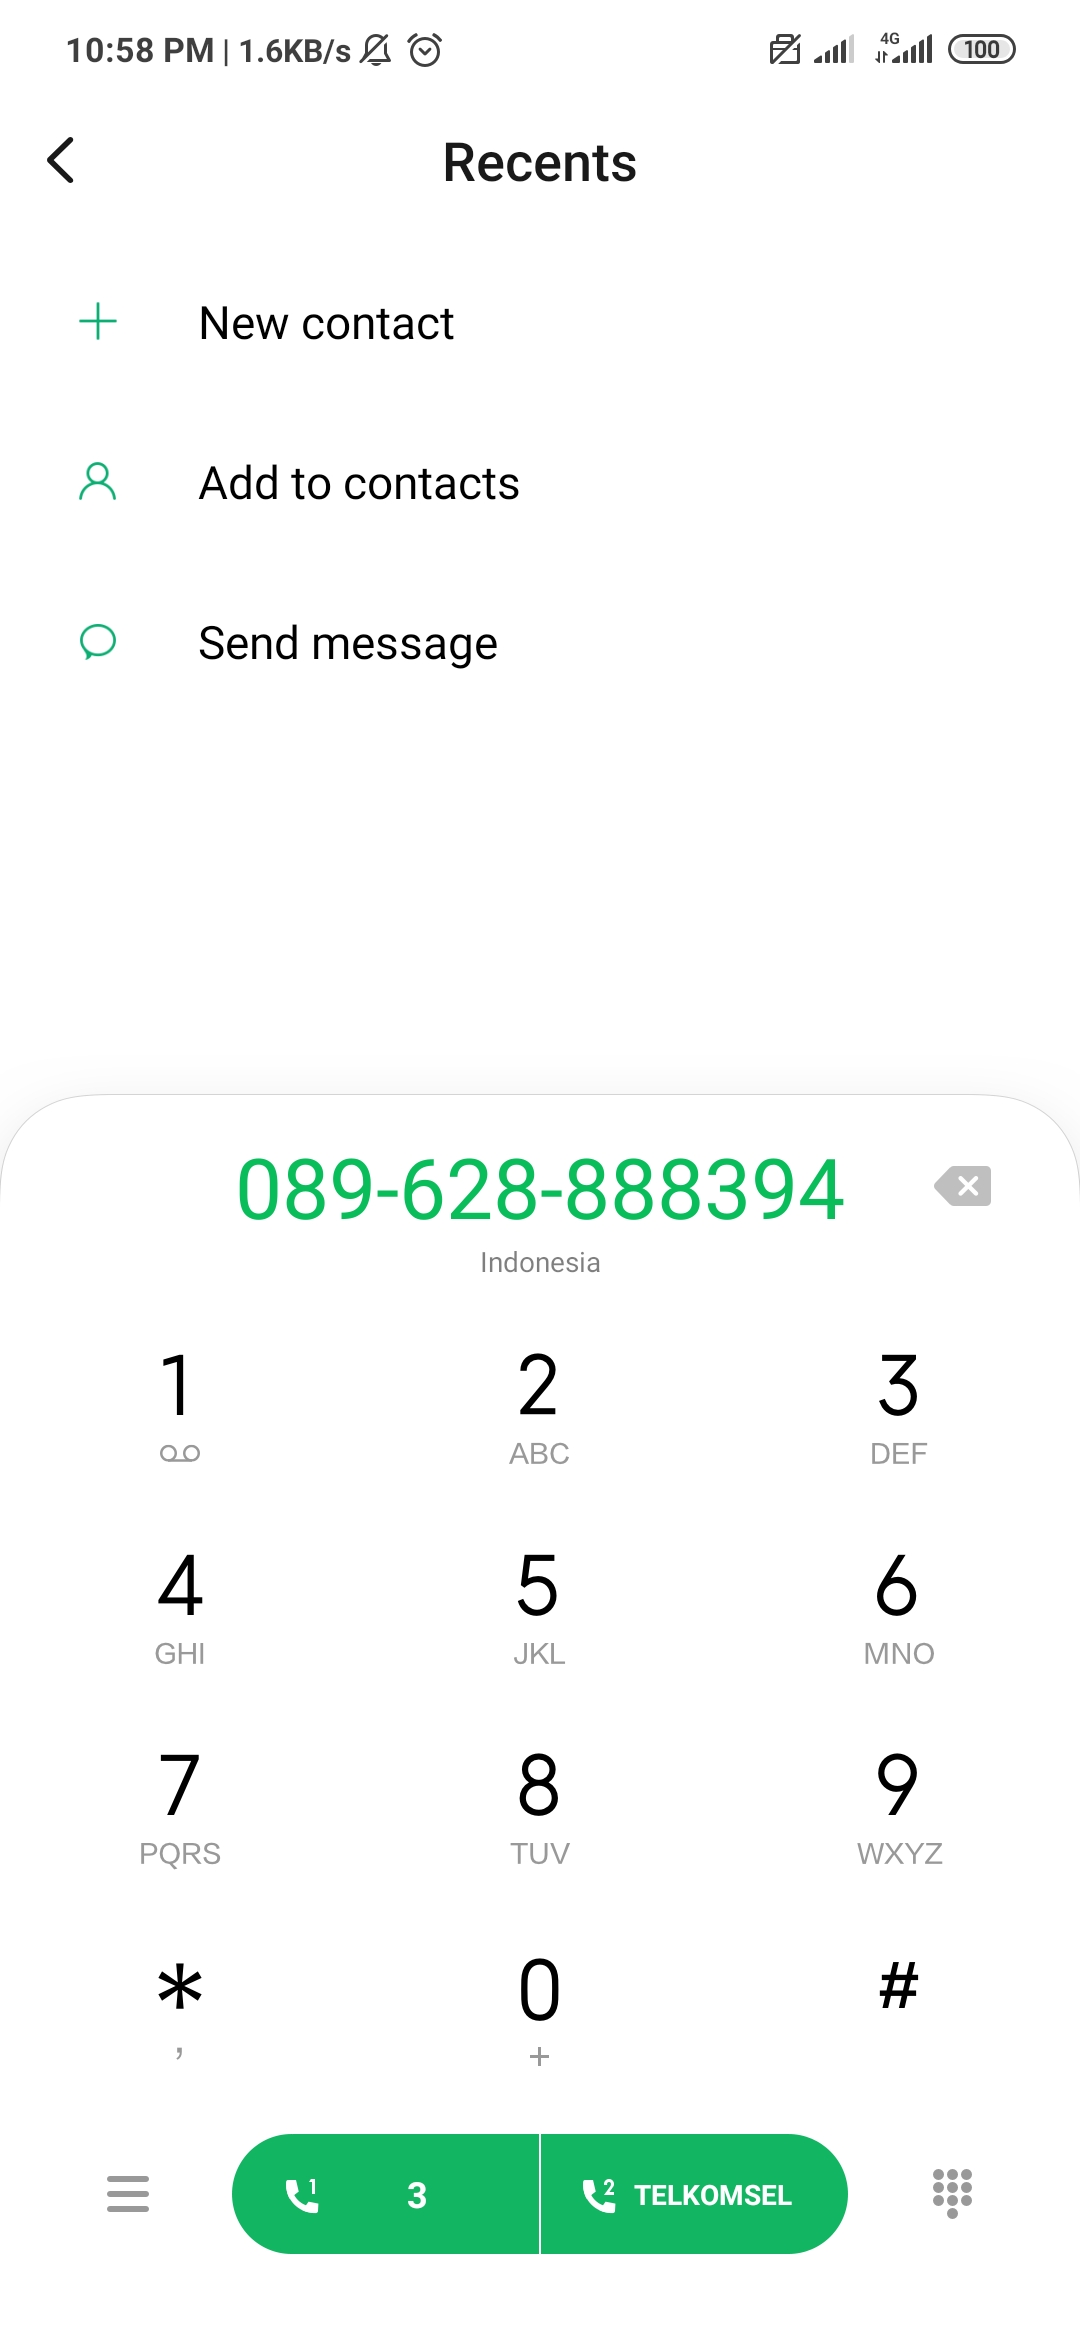 10:58 PM | 1.6KB/s 4G 100
Recents
New contact
Add to contacts
Send message
089-628-888394
Indonesia
1 2 3
ABC DEF
4 5 6
GHI JKL MNO
7 8 9
PQRS TUV WXYZ
* 0 #
, +
1 3 2 TELKOMSEL